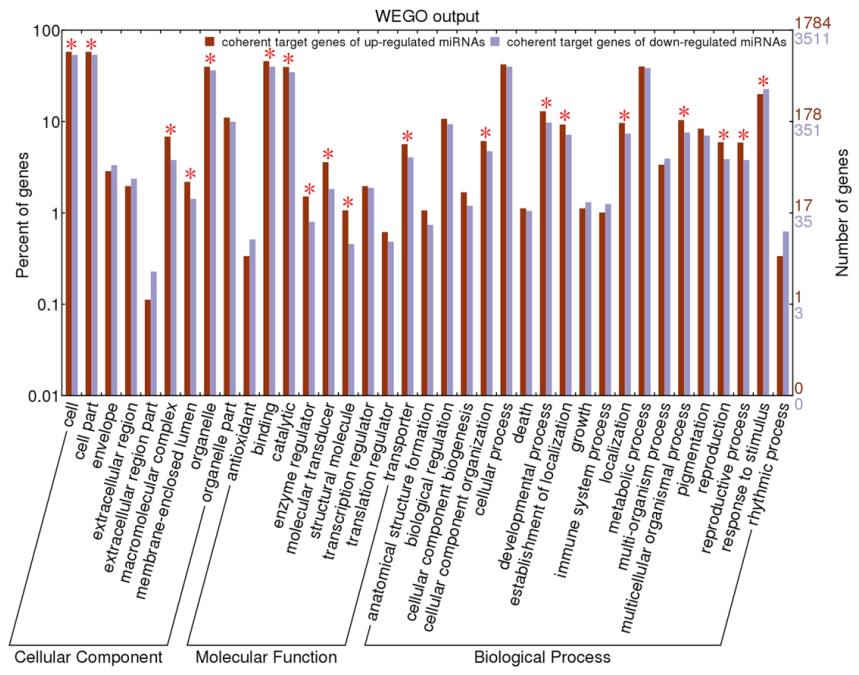 WEGO output
coherent target genes of up-regulated miRNAs
coherent target genes of down-regulated miRNAs
Percent of genes
100
10
1
0.1
0.01
1784
3511
178
351
17
35
1
3
0
0
Number of genes
cell
cell part
envelope
extracellular region
extracellular region part
macromolecular complex
membrane-enclosed lumen
organelle
organelle part
antioxidant
binding
catalytic
enzyme regulator
molecular transducer
structural molecule
transcription regulator
translation regulator
transporter
anatomical structure formation
biological regulation
cellular component biogenesis
cellular component organization
cellular process
death
developmental process
establishment of localization
growth
immune system process
localization
metabolic process
multi-organism process
multicellular organismal process
pigmentation
reproduction
reproductive process
response to stimulus
rhythmic process
Cellular Component
Molecular Function
Biological Process